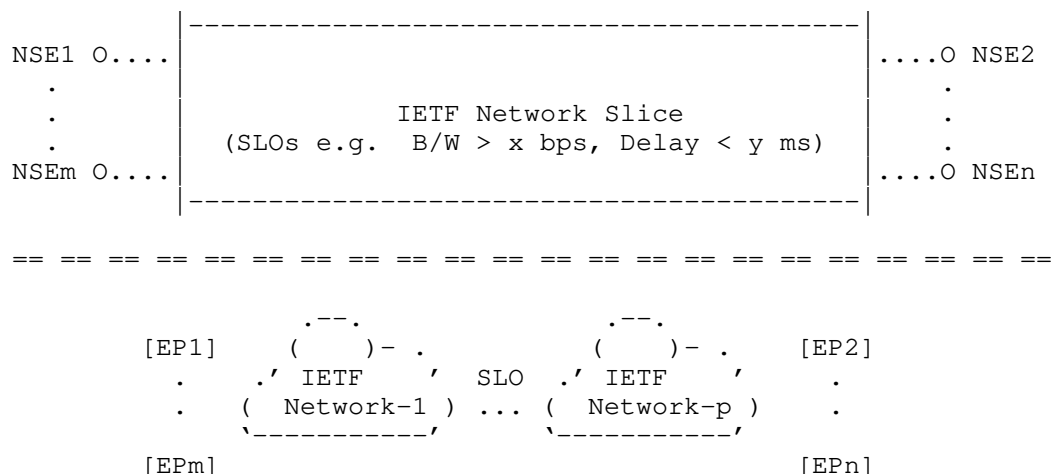 NSE1 O....| |....O NSE2
. | | .
. | IETF Network Slice | .
. | (SLOs e.g. B/W > x bps, Delay < y ms) | .
NSEm O....| |....O NSEn
== == == == == == == == == == == == == == == == == == == == == ==
.--. .--.
[EP1] ( )- . ( )- . [EP2]
. .' IETF ' SLO .' IETF ' .
. ( Network-1 ) ... ( Network-p ) .
`-----------' `-----------'
[EPm] [EPn]